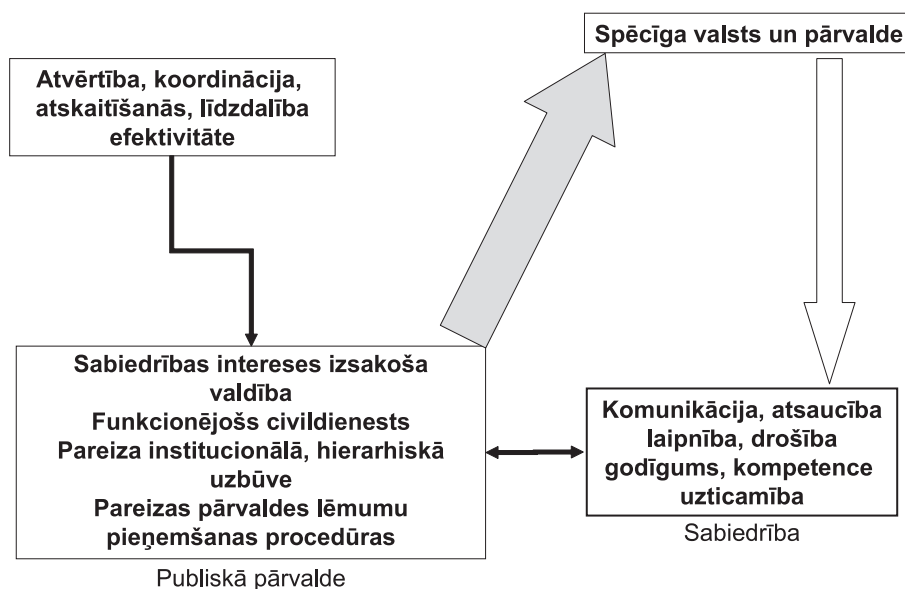 Spēcīga valsts un pārvalde
Atvērtība, koordinācija,
atskaitīšanās, līdzdalība
efektivitāte
Sabiedrības intereses izsakoša
valdība
Funkcionējošs civildienests
Pareiza institucionālā, hierarhiskā
uzbūve
Pareizas pārvaldes lēmumu
pieņemšanas procedūras
Publiskā pārvalde
Komunikācija, atsaucība
laipnība, drošība
godīgums, kompetence
uzticamība
Sabiedrība